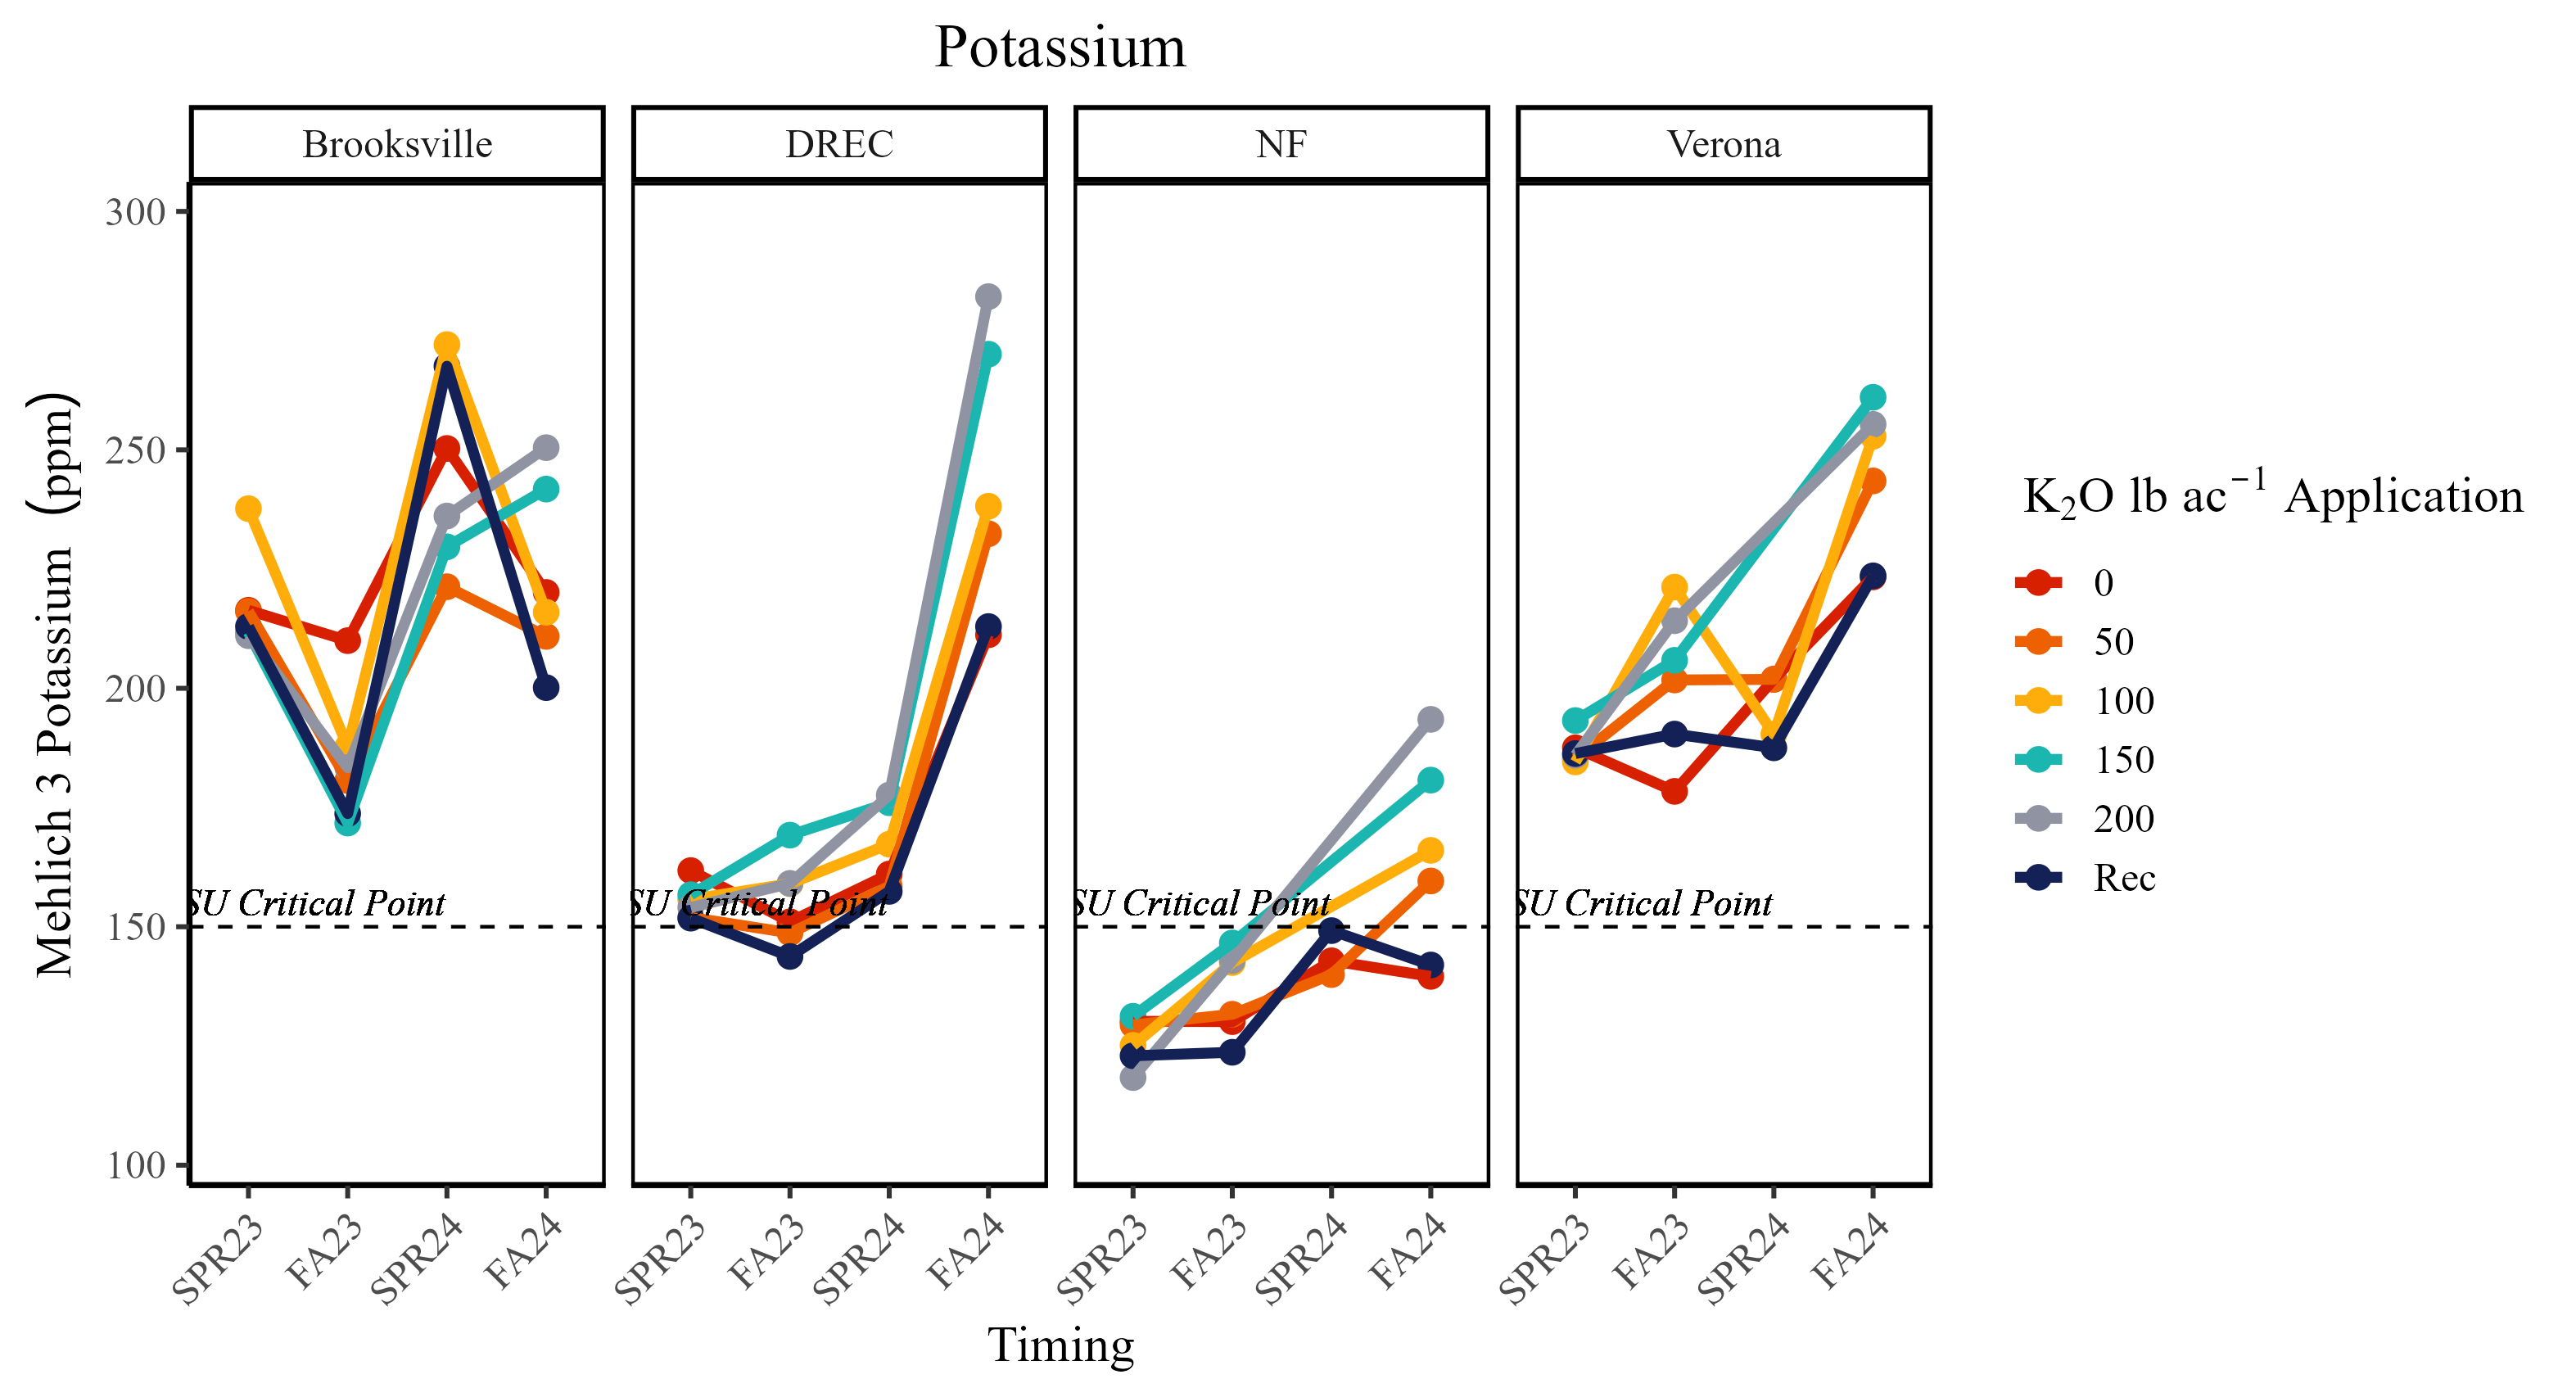 Potassium
Brooksville
DREC
NF
Verona
300
250
200
150
100
Mehlich 3 Potassium (ppm)
SU Critical Point
SU Critical Point
SU Critical Point
SU Critical Point
SPR23
FA23
SPR24
FA24
SPR23
FA23
SPR24
FA24
SPR23
FA23
SPR24
FA24
SPR23
FA23
SPR24
FA24
Timing
K₂O lb ac⁻¹ Application
0
50
100
150
200
Rec